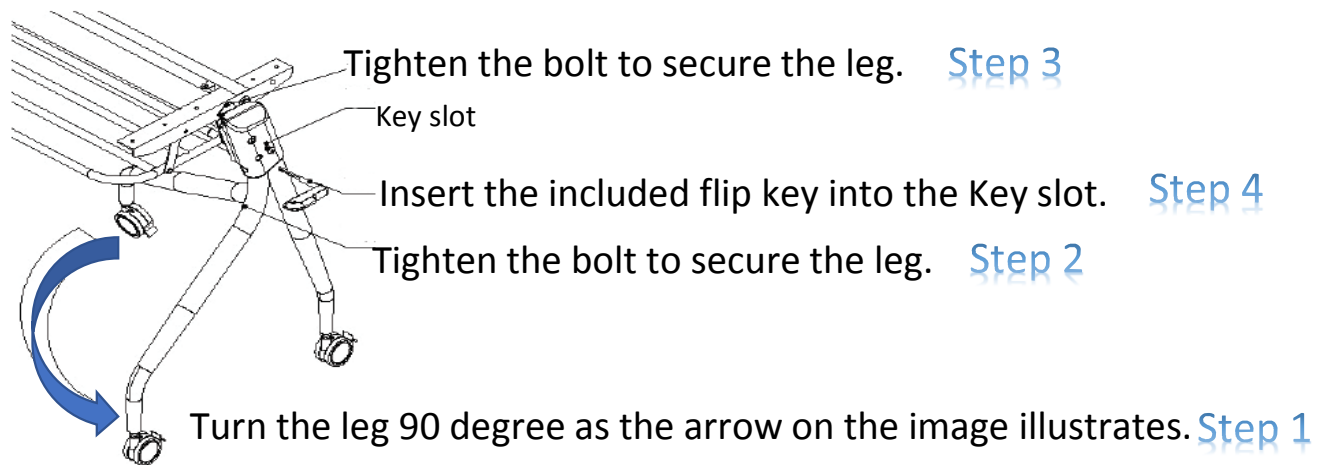 Tighten the bolt to secure the leg. Step 3
Key slot
Insert the included flip key into the Key slot. Step 4
Tighten the bolt to secure the leg. Step 2
Turn the leg 90 degree as the arrow on the image illustrates. Step 1